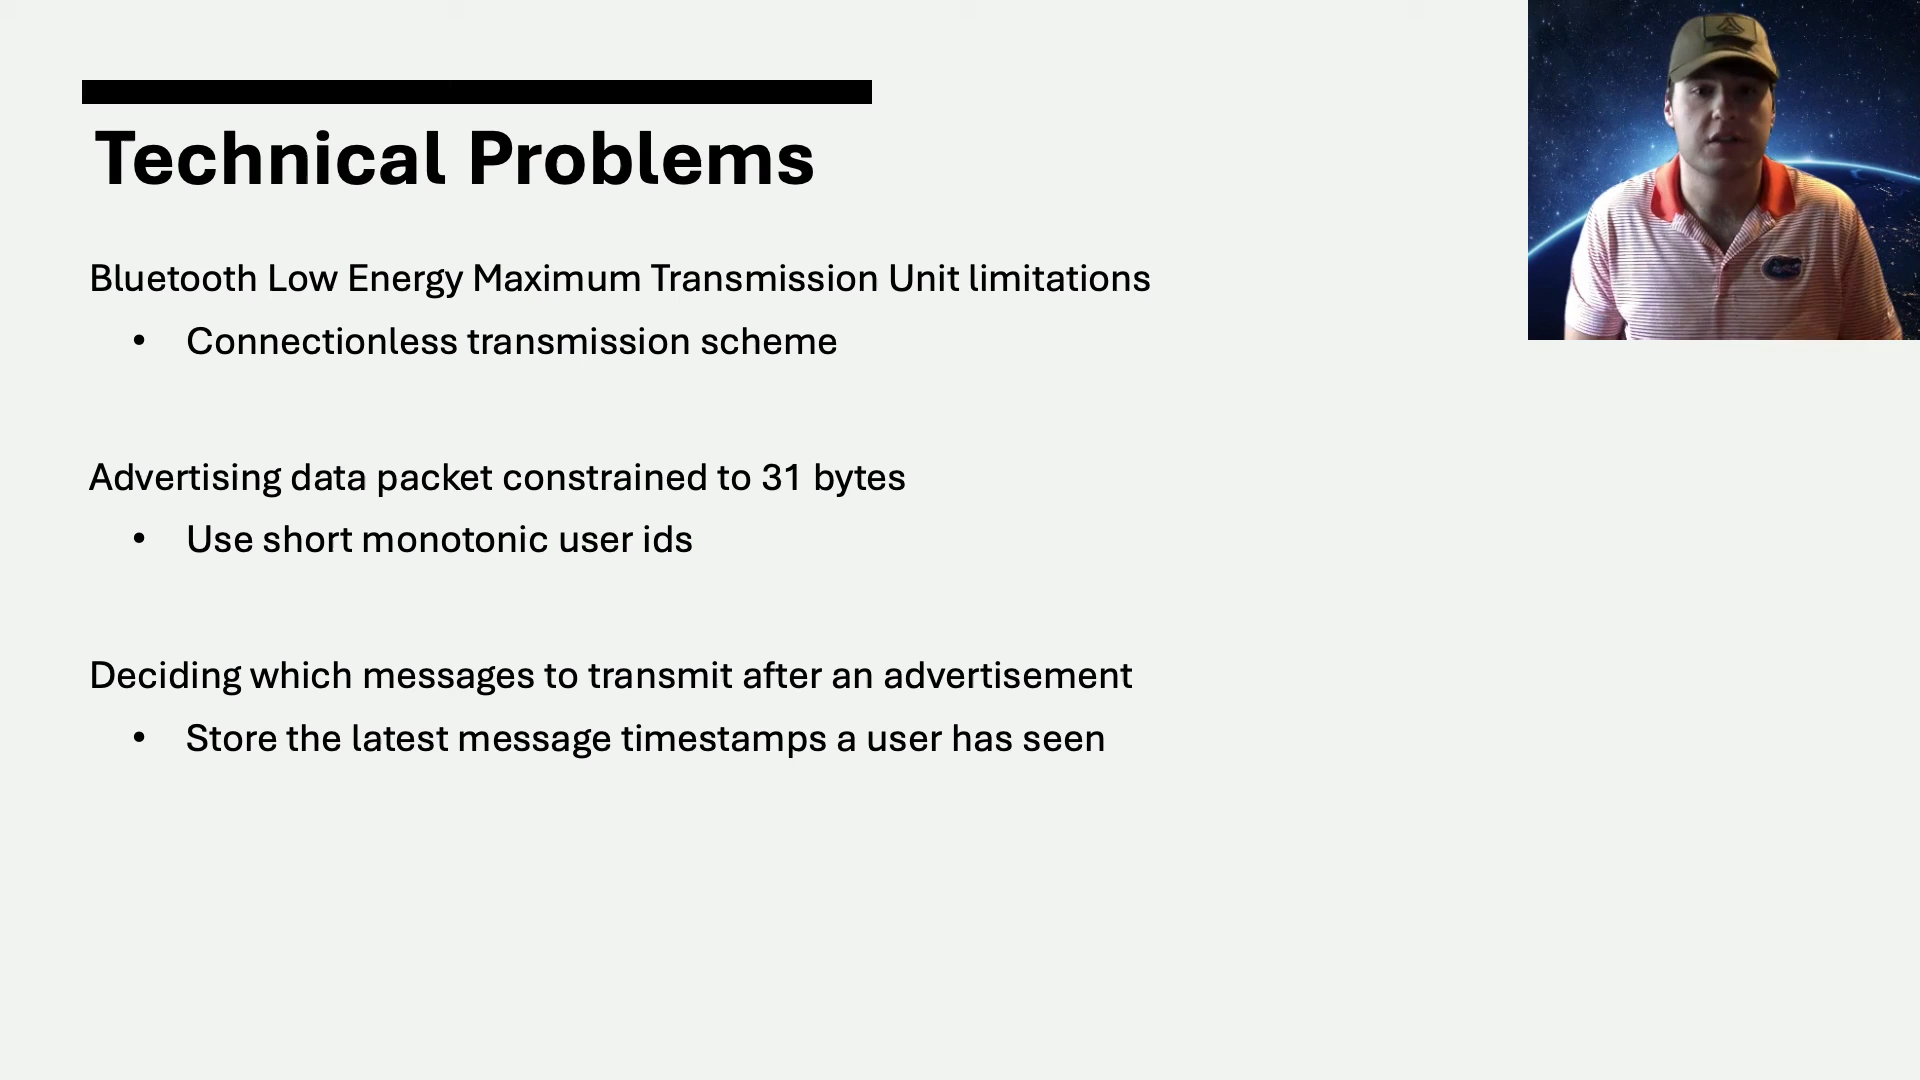 Technical Problems
Bluetooth Low Energy Maximum Transmission Unit limitations
• Connectionless transmission scheme
Advertising data packet constrained to 31 bytes
• Use short monotonic user ids
Deciding which messages to transmit after an advertisement
• Store the latest message timestamps a user has seen